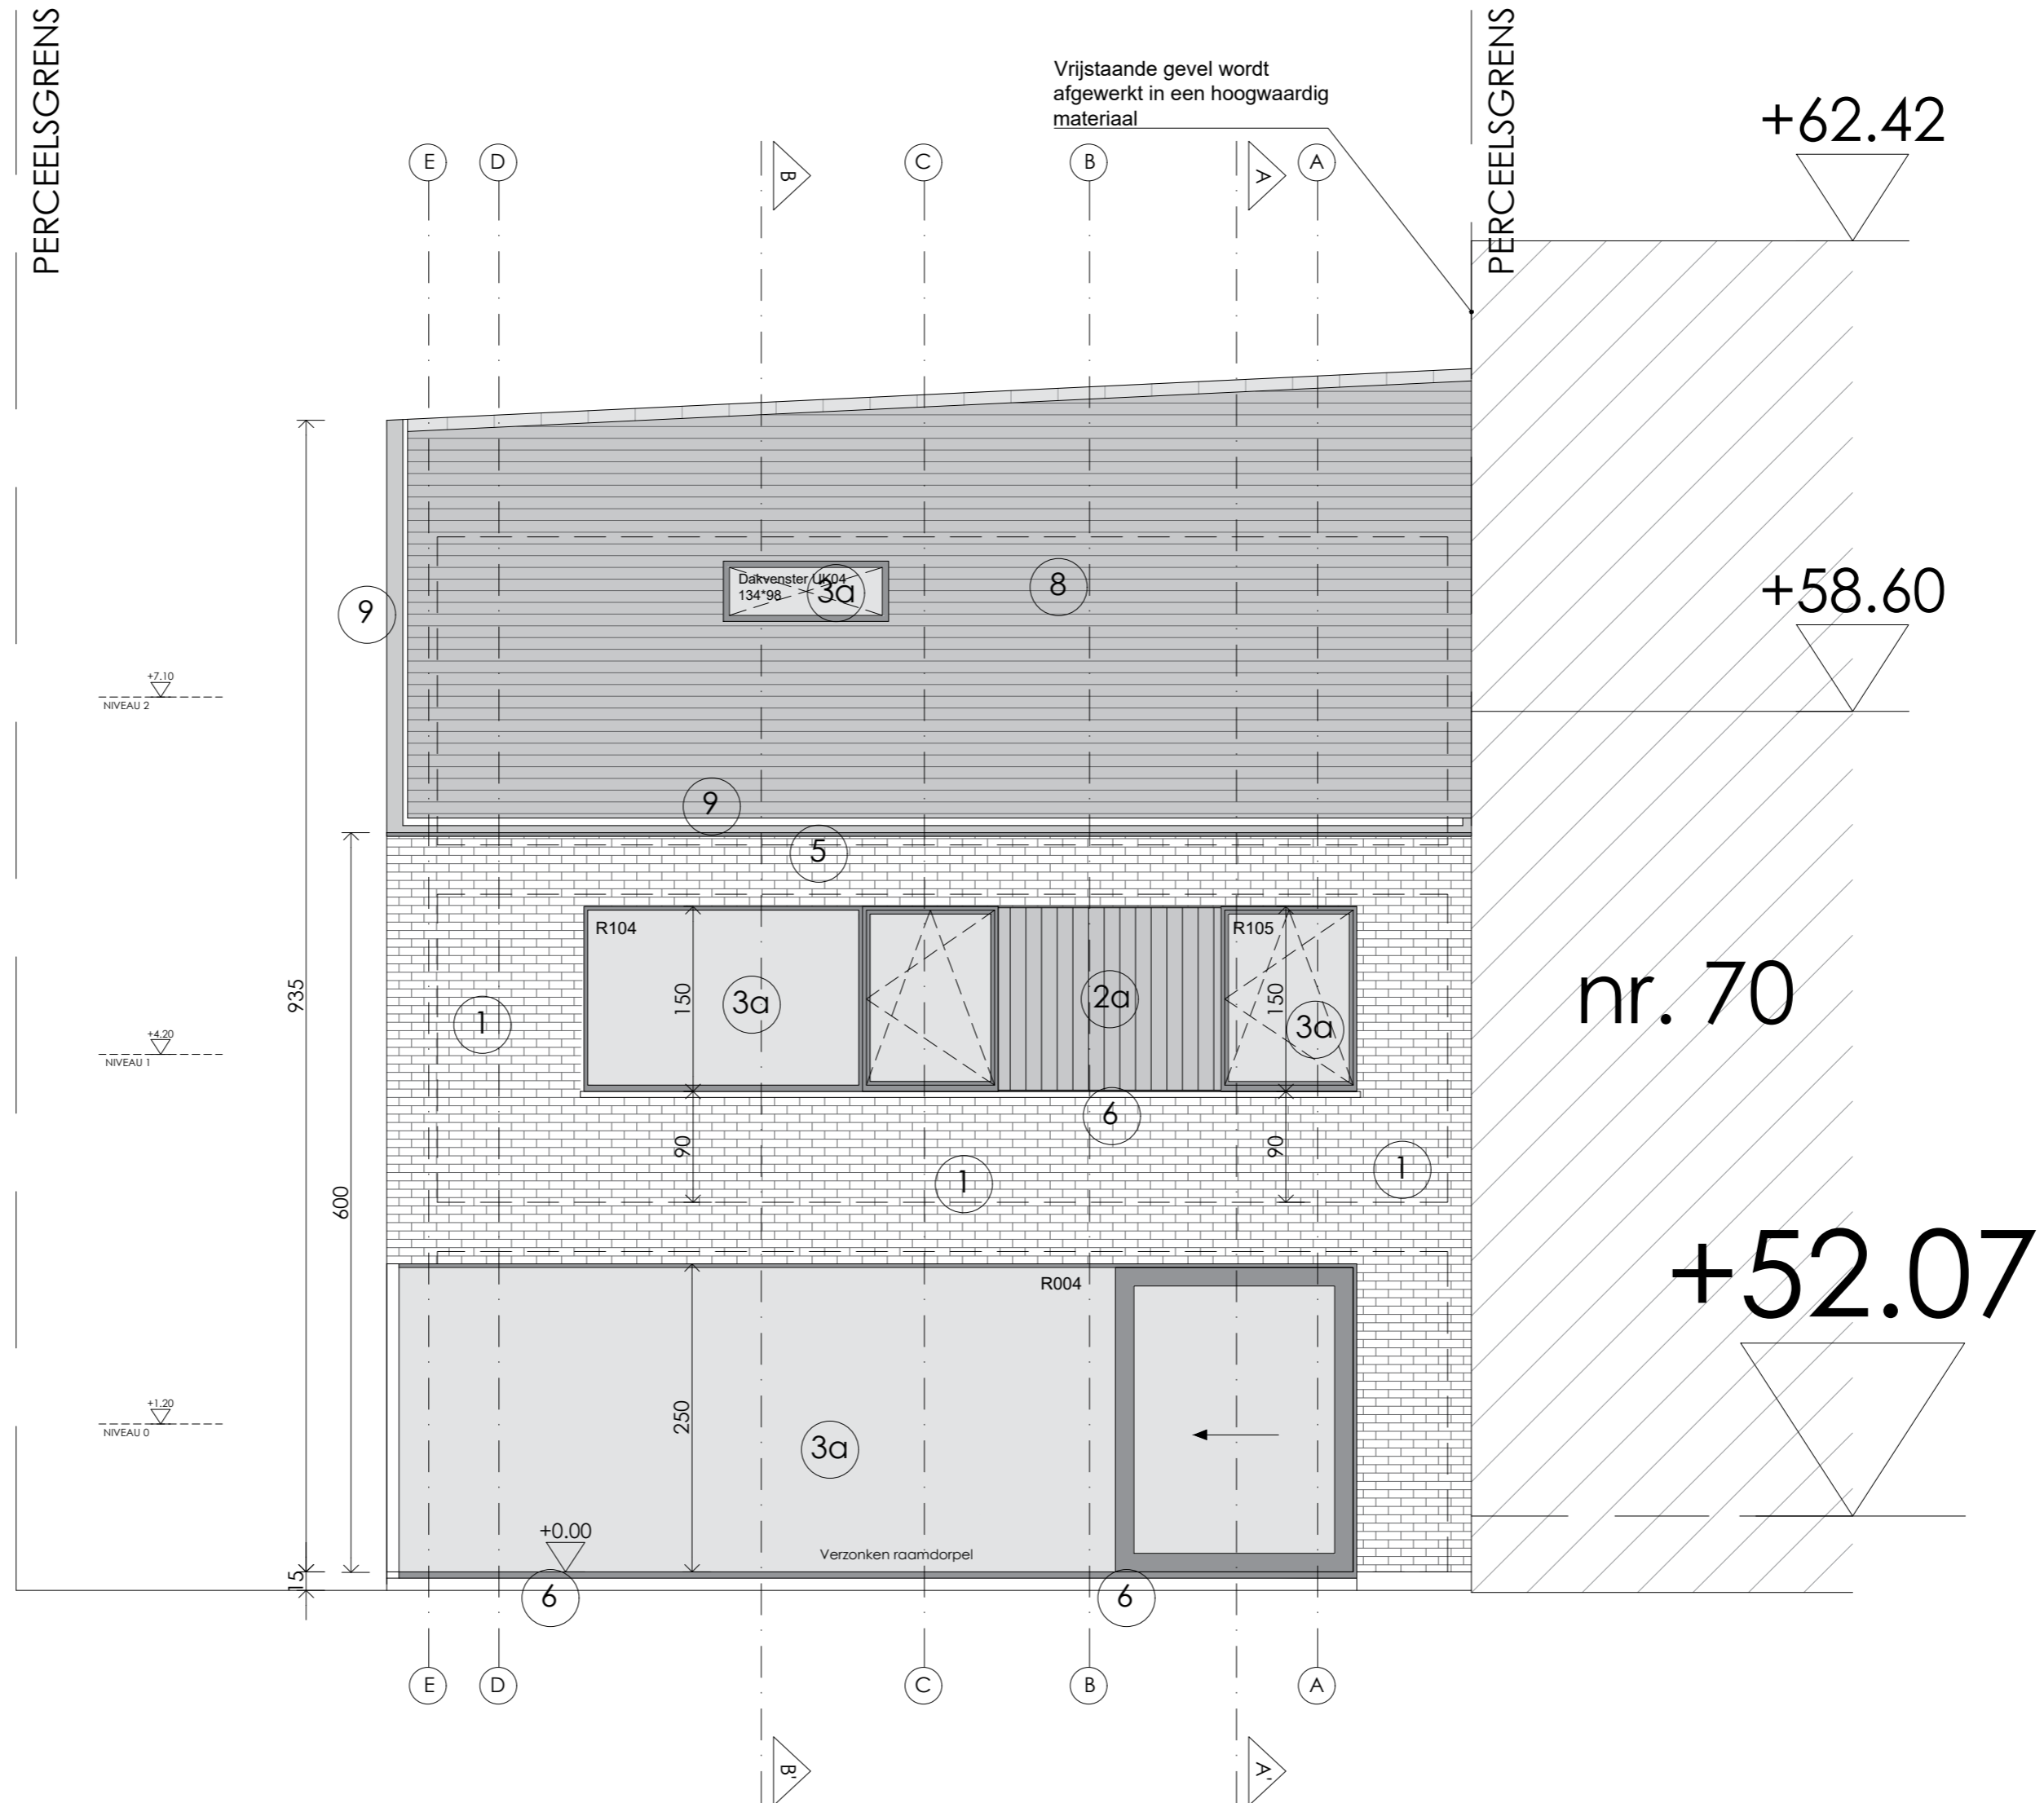 PERCEELSGRENS
Vrijstaande gevel wordt
afgewerkt in een hoogwaardig
materiaal
PERCEELSGRENS
+62.42
E
D
B
C
B
A
A
Dakvenster UK04
134*98
3a
8
+58.60
9
+7.10
NIVEAU 2
9
5
R104
R105
935
150
3a
2a
150
3a
nr. 70
1
+4.20
NIVEAU 1
6
90
90
1
1
600
+52.07
R004
250
3a
+1.20
NIVEAU 0
+0.00
Verzonken raamdorpel
15
6
6
E
D
C
B
A
B'
A'